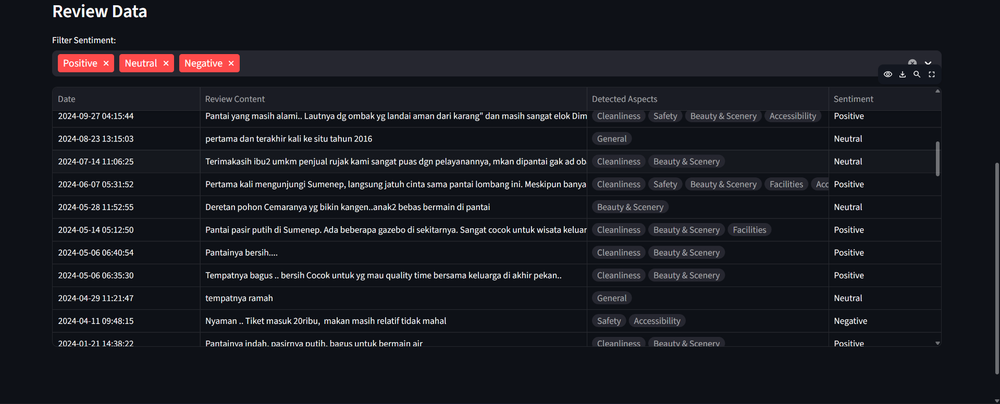 Review Data
Filter Sentiment:
Positive × Neutral × Negative ×
Date Review Content Detected Aspects Sentiment
2024-09-27 04:15:44 Pantai yang masih alami.. Lautnya dg ombak yg landai aman dari karang" dan masih sangat elok Dim Cleanliness Safety Beauty & Scenery Accessibility Positive
2024-08-23 13:15:03 pertama dan terakhir kali ke situ tahun 2016 General Neutral
2024-07-14 11:06:25 Terimakasih ibu2 umkm penjual rujak kami sangat puas dgn pelayanannya, mkan dipantai gak ad ob Cleanliness Beauty & Scenery Neutral
2024-06-07 05:31:52 Pertama kali mengunjungi Sumenep, langsung jatuh cinta sama pantai lombang ini. Meskipun banya Cleanliness Safety Beauty & Scenery Facilities Acc Positive
2024-05-28 11:52:55 Deretan pohon Cemaranya yg bikin kangen..anak2 bebas bermain di pantai Beauty & Scenery Neutral
2024-05-14 05:12:50 Pantai pasir putih di Sumenep. Ada beberapa gazebo di sekitarnya. Sangat cocok untuk wisata keluar Cleanliness Beauty & Scenery Facilities Positive
2024-05-06 06:40:54 Pantainya bersih.... Cleanliness Beauty & Scenery Positive
2024-05-06 06:35:30 Tempatnya bagus .. bersih Cocok untuk yg mau quality time bersama keluarga di akhir pekan.. Cleanliness Beauty & Scenery Positive
2024-04-29 11:21:47 tempatnya ramah General Neutral
2024-04-11 09:48:15 Nyaman .. Tiket masuk 20ribu, makan masih relatif tidak mahal Safety Accessibility Negative
2024-01-21 14:38:22 Pantainya indah, pasirnya putih, bagus untuk bermain air Cleanliness Beauty & Scenery Positive